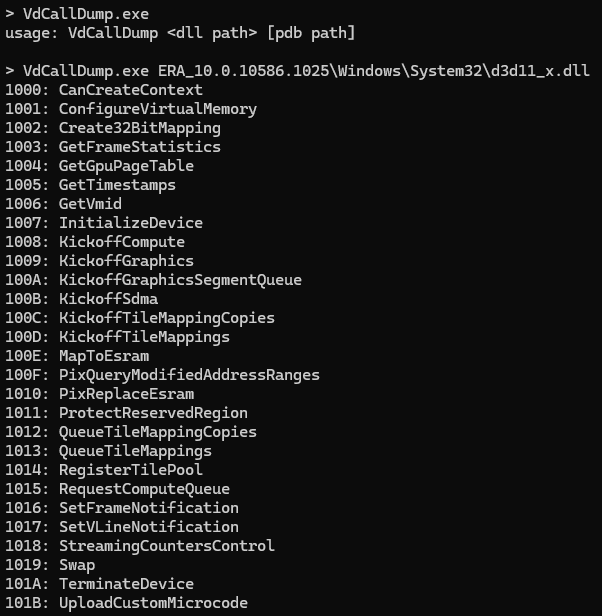 > VdCallDump.exe
usage: VdCallDump <dll path> [pdb path]
> VdCallDump.exe ERA_10.0.10586.1025\Windows\System32\d3d11_x.dll
1000: CanCreateContext
1001: ConfigureVirtualMemory
1002: Create32BitMapping
1003: GetFrameStatistics
1004: GetGpuPageTable
1005: GetTimestamps
1006: GetVmid
1007: InitializeDevice
1008: KickoffCompute
1009: KickoffGraphics
100A: KickoffGraphicsSegmentQueue
100B: KickoffSdma
100C: KickoffTileMappingCopies
100D: KickoffTileMappings
100E: MapToEsram
100F: PixQueryModifiedAddressRanges
1010: PixReplaceEsram
1011: ProtectReservedRegion
1012: QueueTileMappingCopies
1013: QueueTileMappings
1014: RegisterTilePool
1015: RequestComputeQueue
1016: SetFrameNotification
1017: SetVLineNotification
1018: StreamingCountersControl
1019: Swap
101A: TerminateDevice
101B: UploadCustomMicrocode